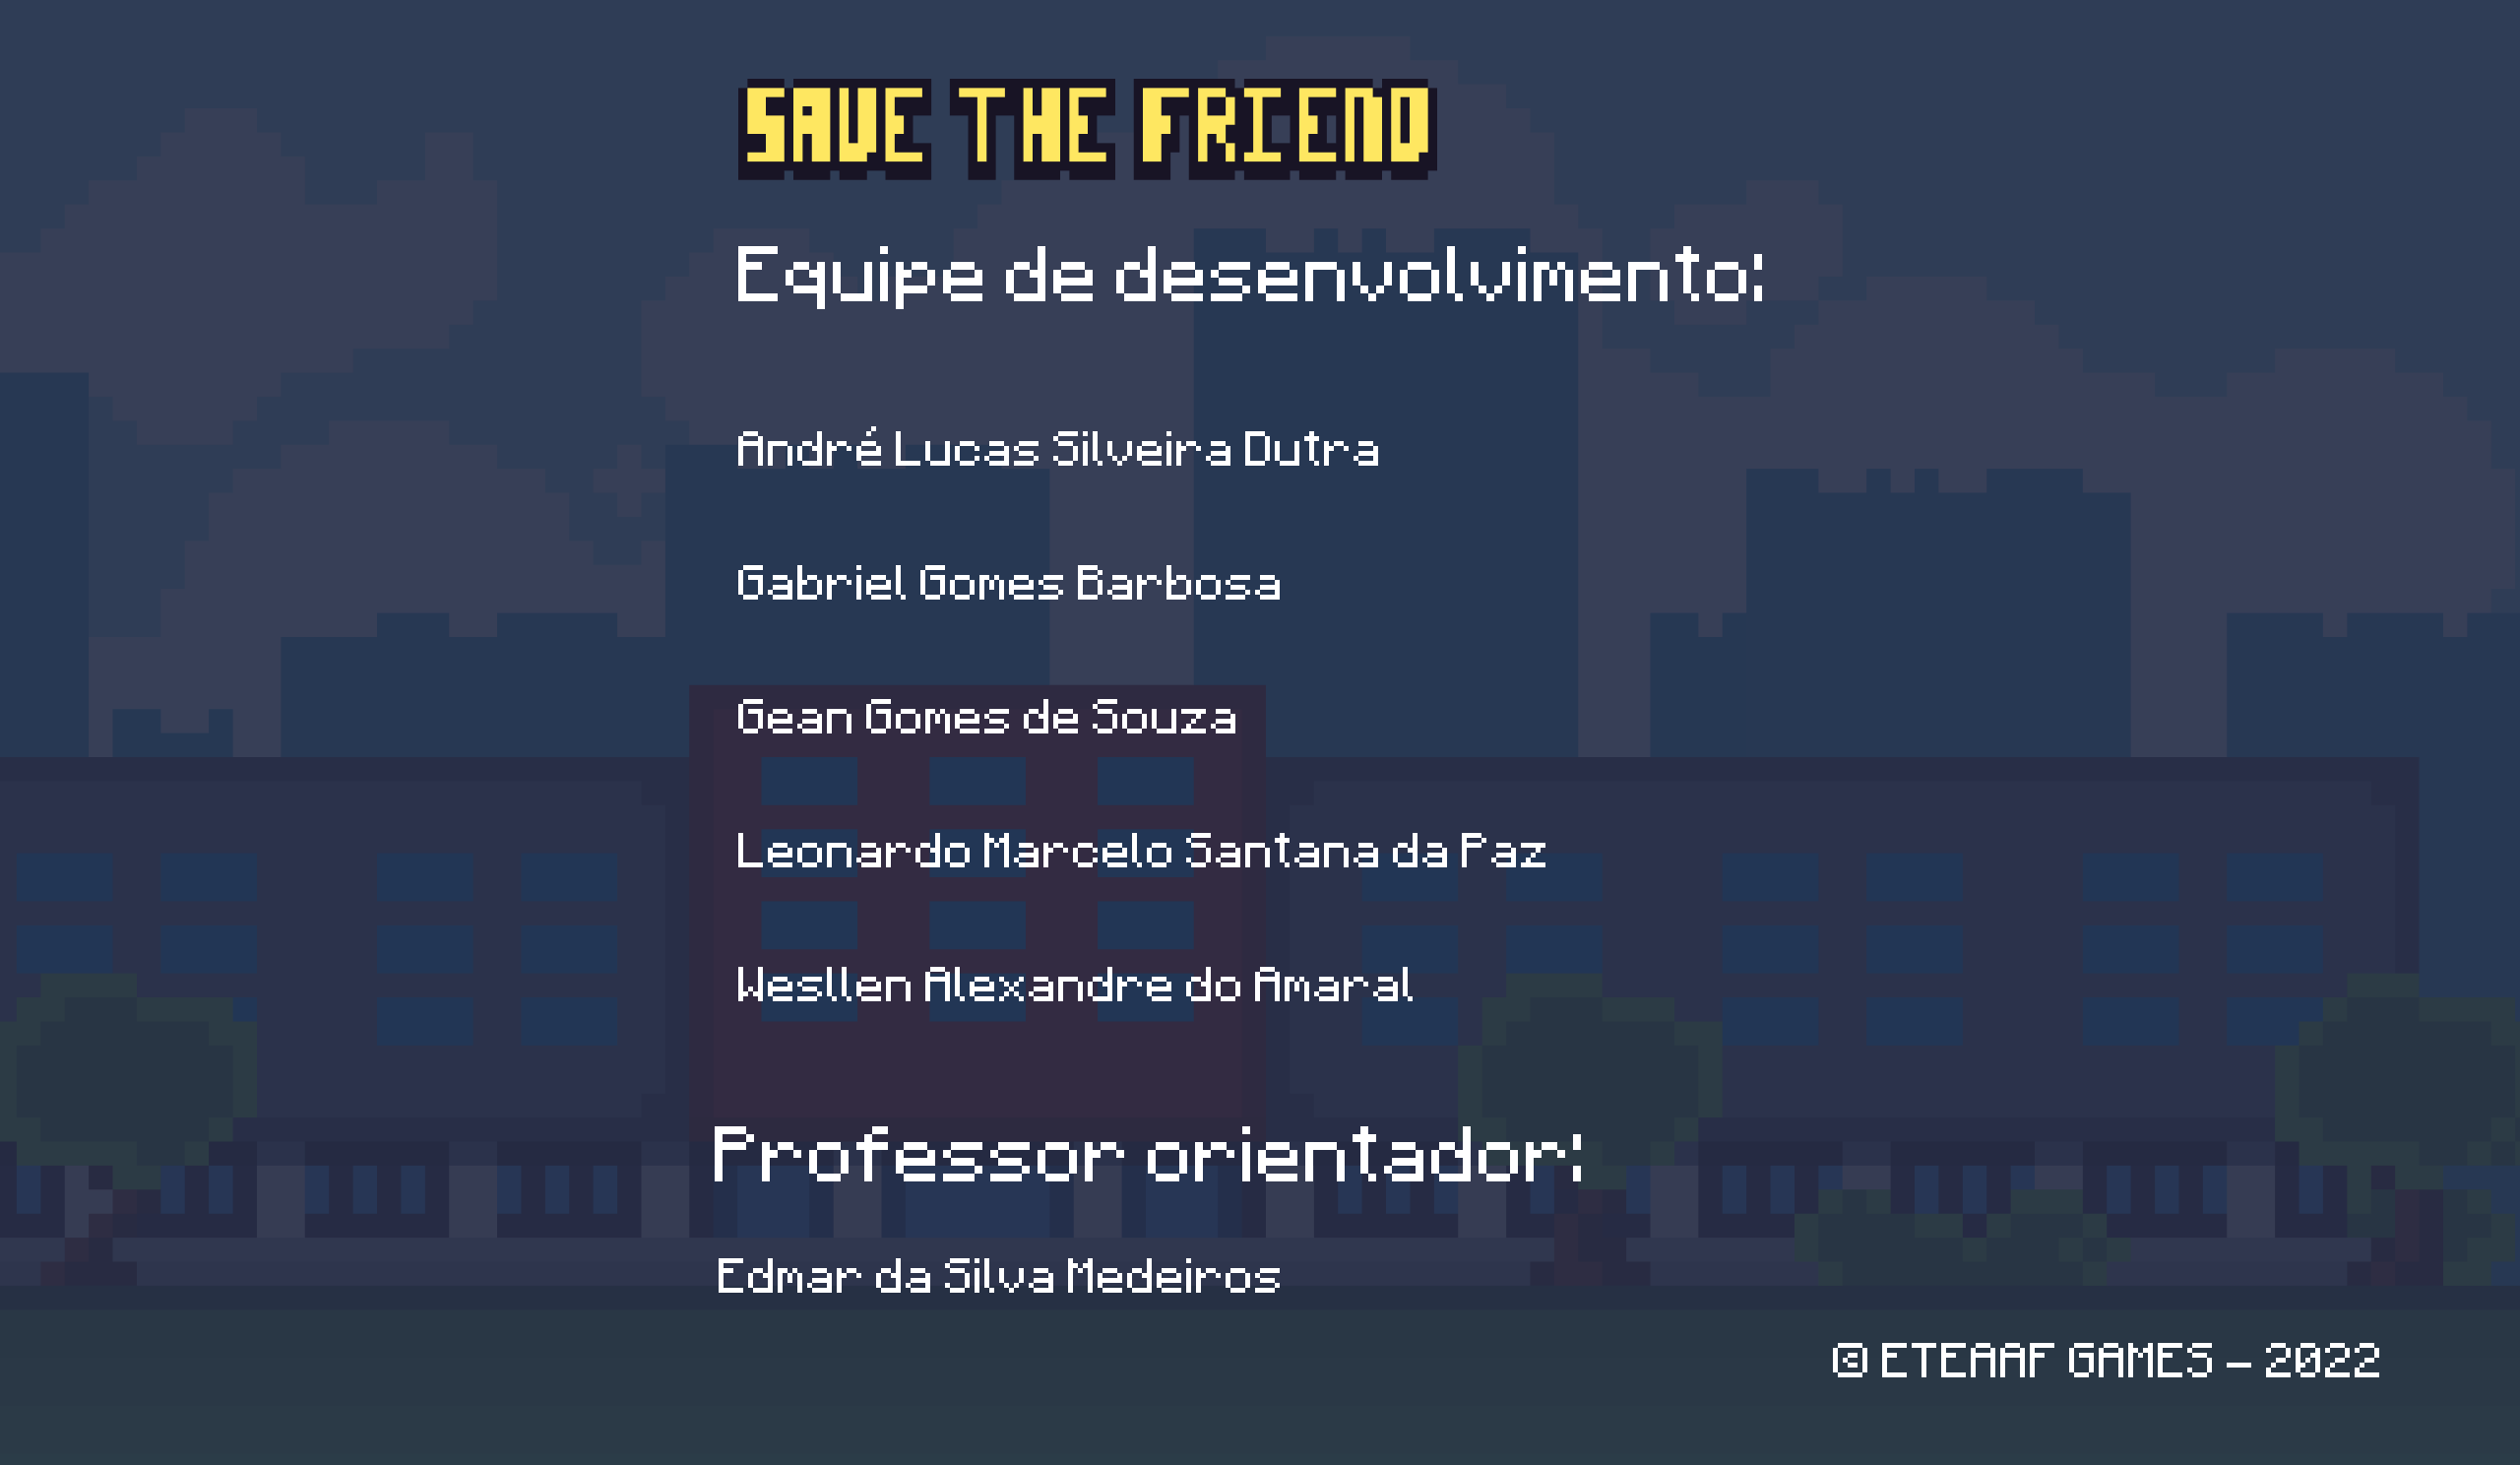 SAVE THE FRIEND
Equipe de desenvolvimento:
André Lucas Silveira Dutra
Gabriel Gomes Barbosa
Gean Gomes de Souza
Leonardo Marcelo Santana da Paz
Wesllen Alexandre do Amaral
Professor orientador:
Edmar da Silva Medeiros
© ETEAAF GAMES - 2022